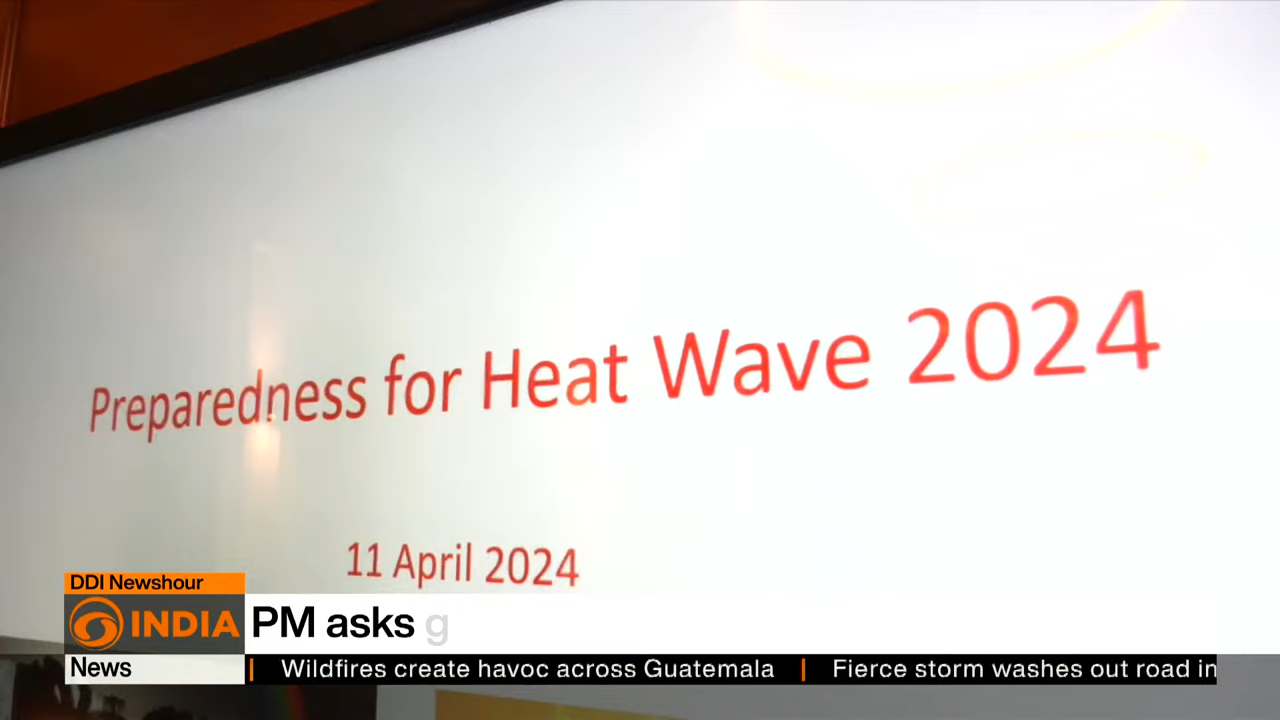 Preparedness for Heat Wave 2024
11 April 2024
DDI Newshour
INDIA
PM asks g
News
Wildfires create havoc across Guatemala | Fierce storm washes out road in